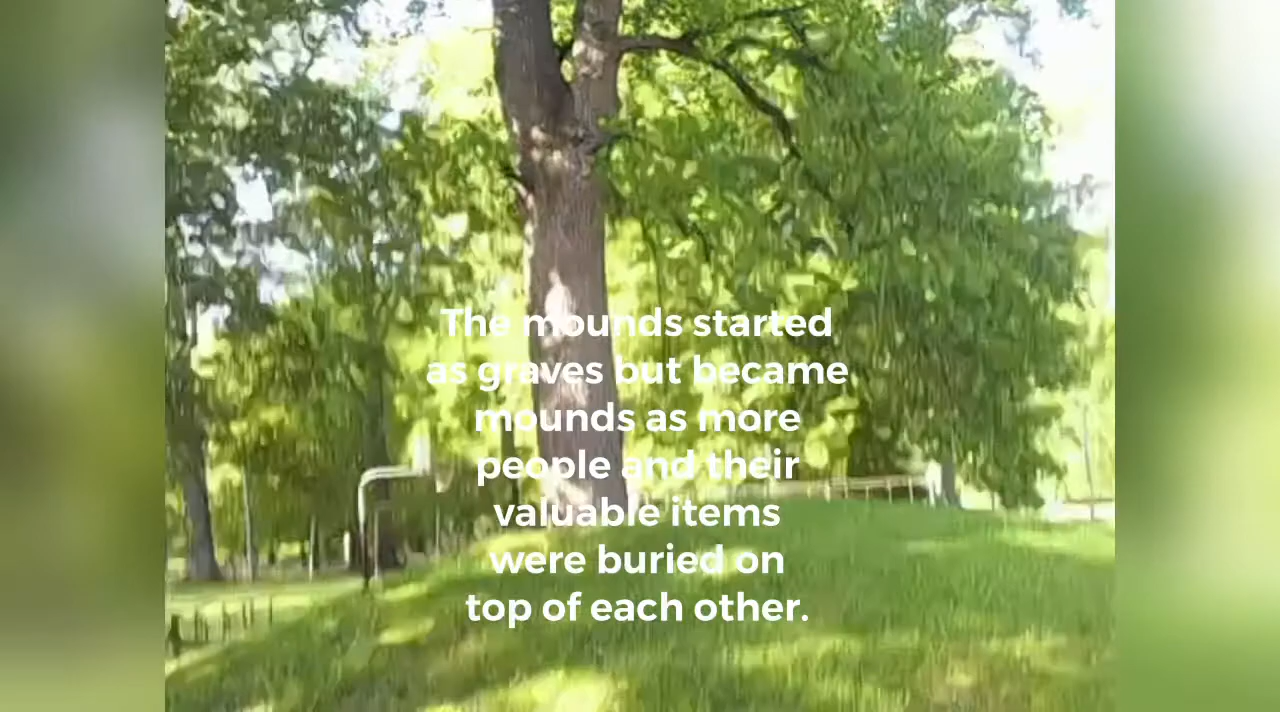 The mounds started
as graves but became
mounds as more
people and their
valuable items
were buried on
top of each other.